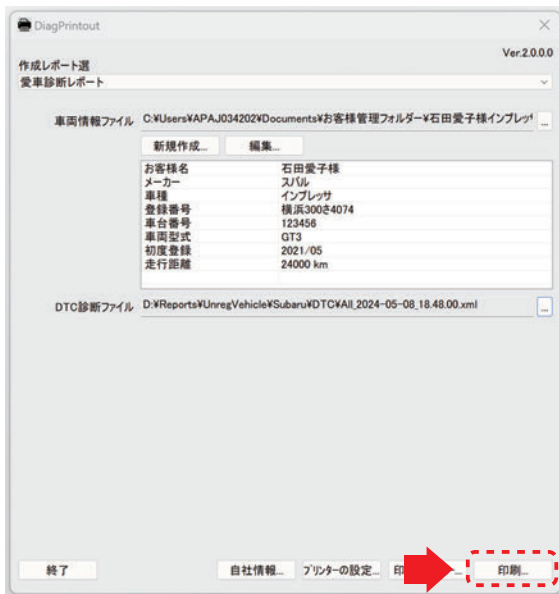 DiagPrintout
Ver.2.0.0.0
作成レポート選
愛車診断レポート
車両情報ファイル C:¥Users¥APAJ034202¥Documents¥お客様管理フォルダー¥石田愛子様インプレッサ ...
新規作成... 編集...
お客様名 石田愛子様
メーカー スバル
車種 インプレッサ
登録番号 横浜300さ4074
車台番号 123456
車両型式 GT3
初度登録 2021/05
走行距離 24000 km
DTC診断ファイル D:¥Reports¥UnregVehicle¥Subaru¥DTC¥All_2024-05-08_18.48.00.xml ...
終了 自社情報... プリンターの設定... 印 ... 印刷...